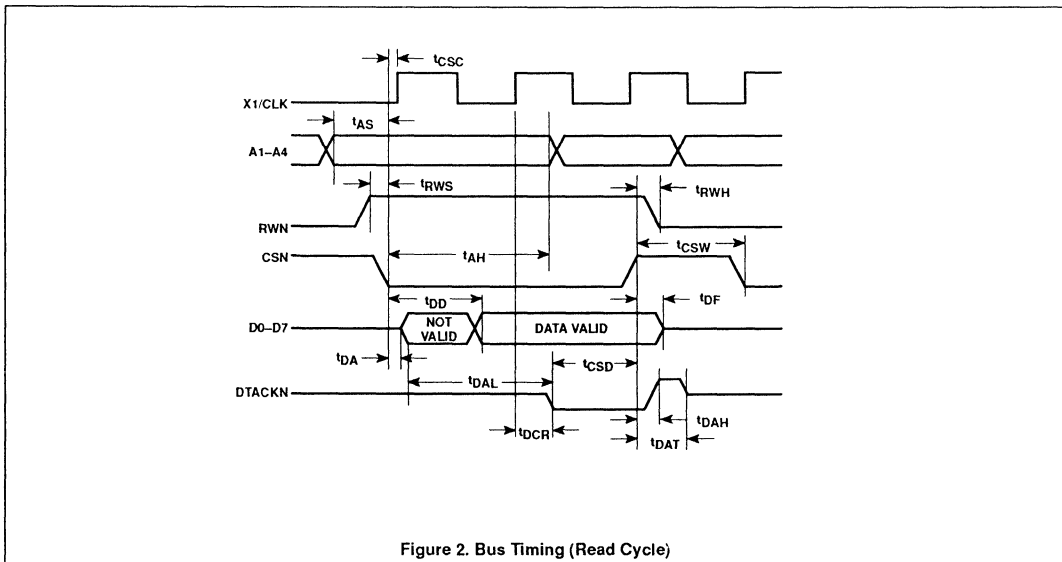 tCSC
X1/CLK
tAS
A1–A4
tRWS
tRWH
RWN
CSN
tAH
tCSW
tDD
tDF
D0–D7
NOT
VALID
DATA VALID
tDA
tCSD
tDAL
DTACKN
tDCR
tDAH
tDAT
Figure 2. Bus Timing (Read Cycle)